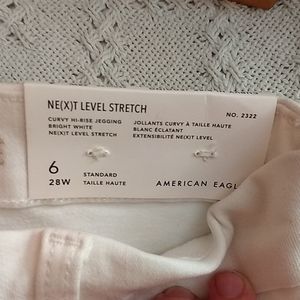 NE(X)T LEVEL STRETCH
NO. 2322
CURVY HI-RISE JEGGING
BRIGHT WHITE
NE(X)T LEVEL STRETCH
JOLLANTS CURVY À TAILLE HAUTE
BLANC ÉCLATANT
EXTENSIBILITÉ NE(X)T LEVEL
6
28W
STANDARD
TAILLE HAUTE
AMERICAN EAGL